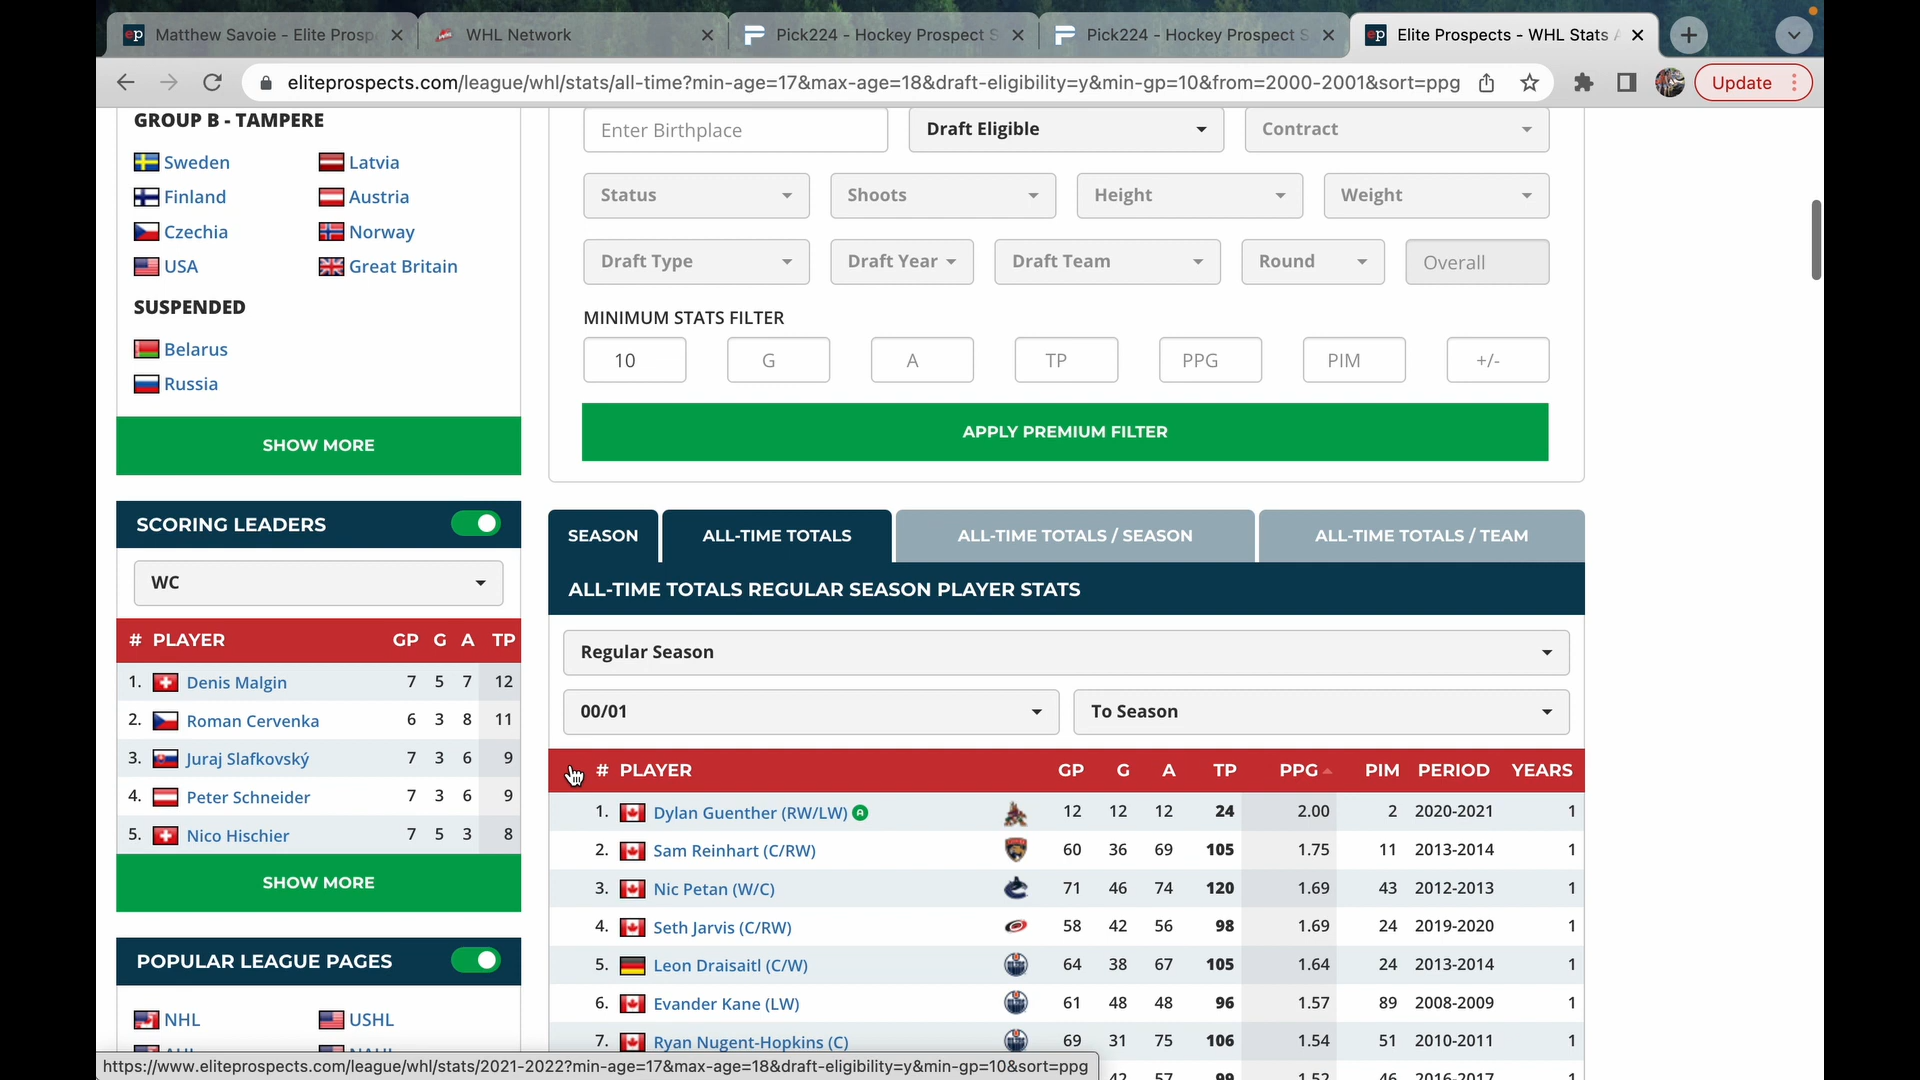 Matthew Savoie - Elite Prosp
WHL Network
Pick224 - Hockey Prospect S
Pick224 - Hockey Prospect S
Elite Prospects - WHL Stats
eliteprospects.com/league/whl/stats/all-time?min-age=17&max-age=18&draft-eligibility=y&min-gp=10&from=2000-2001&sort=ppg
Update
GROUP B - TAMPERE
Sweden Latvia
Finland Austria
Czechia Norway
USA Great Britain
SUSPENDED
Belarus
Russia
SHOW MORE
SCORING LEADERS
WC
# PLAYER GP G A TP
1. Denis Malgin 7 5 7 12
2. Roman Cervenka 6 3 8 11
3. Juraj Slafkovský 7 3 6 9
4. Peter Schneider 7 3 6 9
5. Nico Hischier 7 5 3 8
SHOW MORE
POPULAR LEAGUE PAGES
NHL USHL
Enter Birthplace Draft Eligible Contract
Status Shoots Height Weight
Draft Type Draft Year Draft Team Round Overall
MINIMUM STATS FILTER
10 G A TP PPG PIM +/-
APPLY PREMIUM FILTER
SEASON ALL-TIME TOTALS ALL-TIME TOTALS / SEASON ALL-TIME TOTALS / TEAM
ALL-TIME TOTALS REGULAR SEASON PLAYER STATS
Regular Season
00/01 To Season
# PLAYER GP G A TP PPG PIM PERIOD YEARS
1. Dylan Guenther (RW/LW) A 12 12 12 24 2.00 2 2020-2021 1
2. Sam Reinhart (C/RW) 60 36 69 105 1.75 11 2013-2014 1
3. Nic Petan (W/C) 71 46 74 120 1.69 43 2012-2013 1
4. Seth Jarvis (C/RW) 58 42 56 98 1.69 24 2019-2020 1
5. Leon Draisaitl (C/W) 64 38 67 105 1.64 24 2013-2014 1
6. Evander Kane (LW) 61 48 48 96 1.57 89 2008-2009 1
7. Ryan Nugent-Hopkins (C) 69 31 75 106 1.54 51 2010-2011 1
42 57 99 1.52 46 2016-2017 1
https://www.eliteprospects.com/league/whl/stats/2021-2022?min-age=17&max-age=18&draft-eligibility=y&min-gp=10&sort=ppg